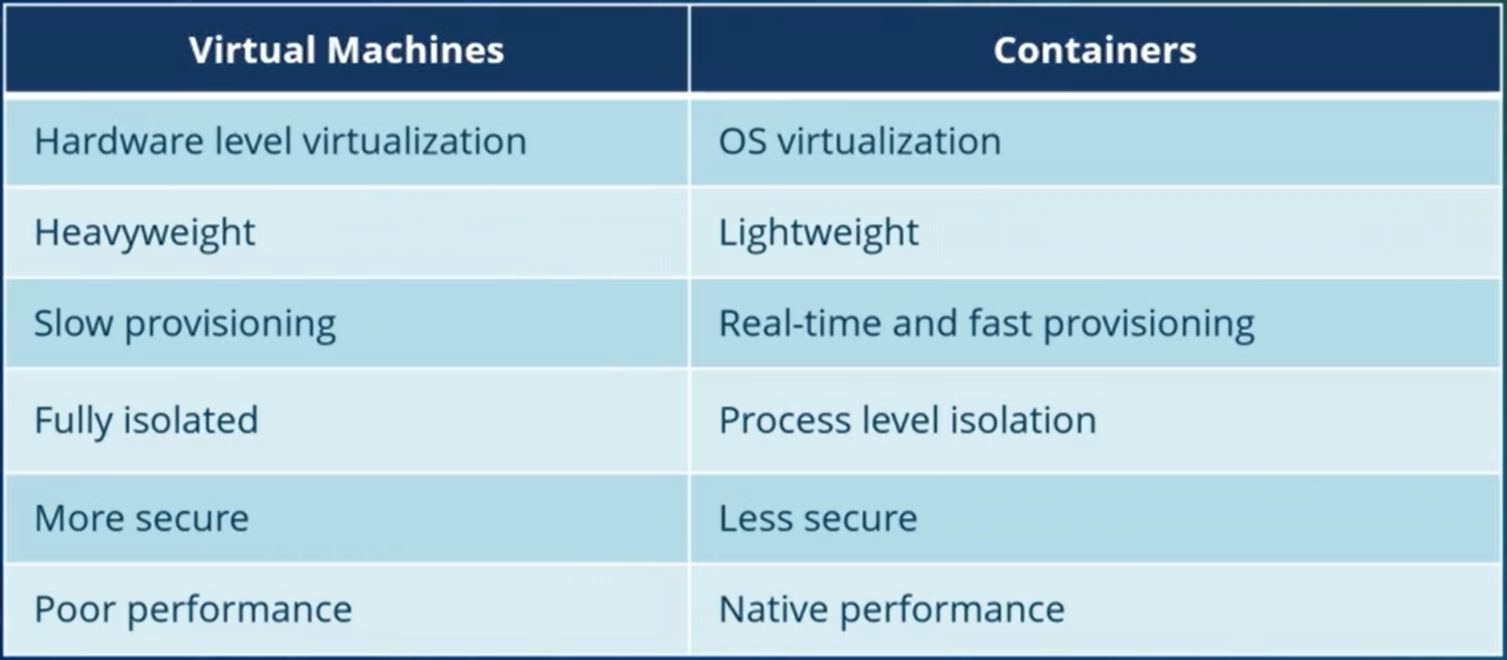 Virtual Machines Containers
Hardware level virtualization OS virtualization
Heavyweight Lightweight
Slow provisioning Real-time and fast provisioning
Fully isolated Process level isolation
More secure Less secure
Poor performance Native performance